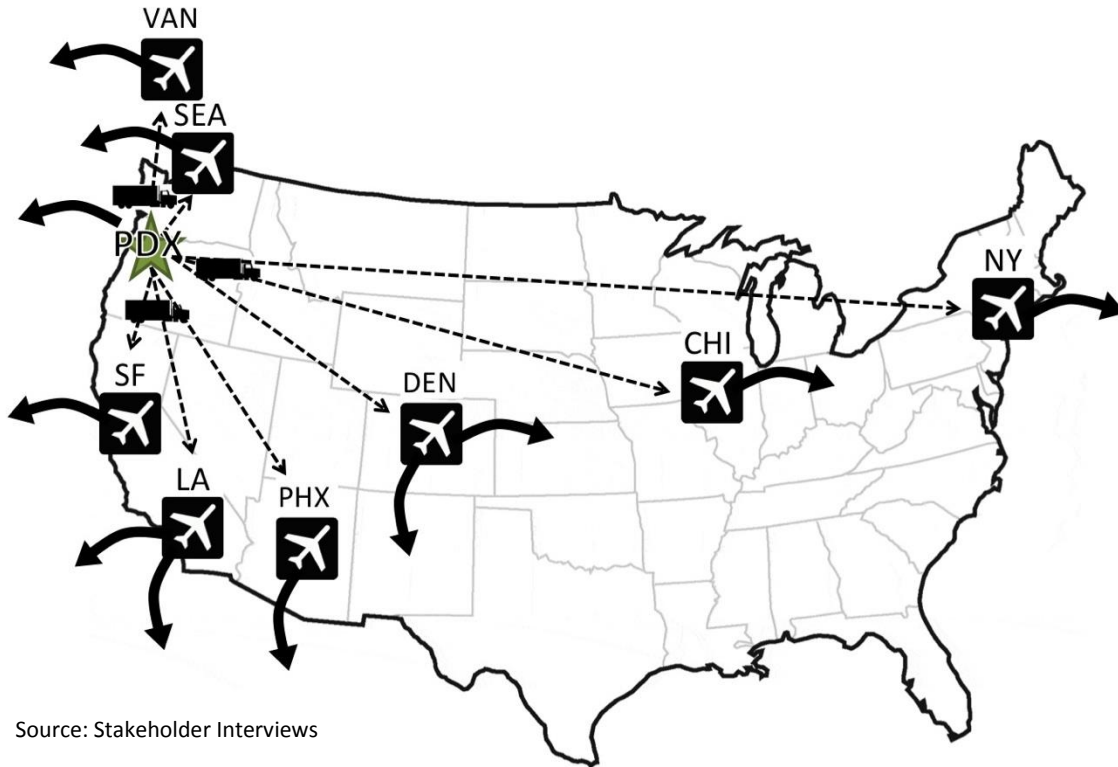 VAN
SEA
PDX
NY
CHI
SF
DEN
LA
PHX
Source: Stakeholder Interviews